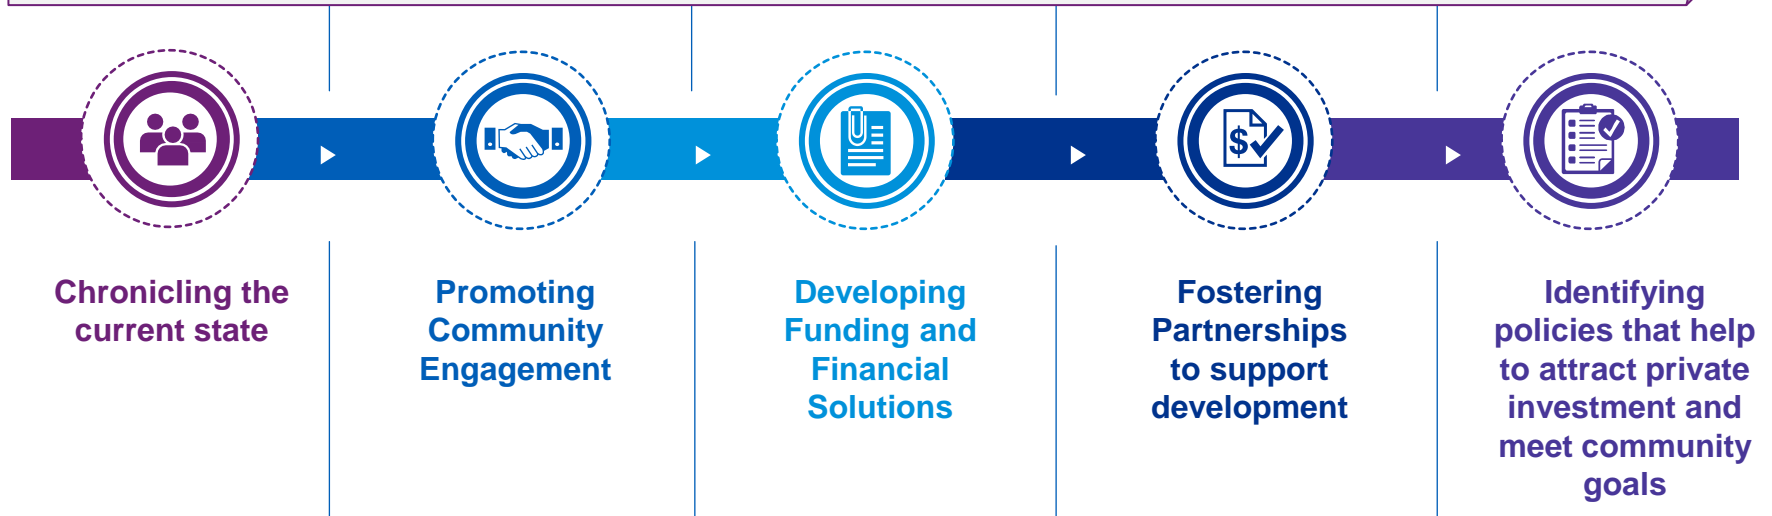 Chronicling the
current state
Promoting
Community
Engagement
Developing
Funding and
Financial
Solutions
Fostering
Partnerships
to support
development
Identifying
policies that help
to attract private
investment and
meet community
goals